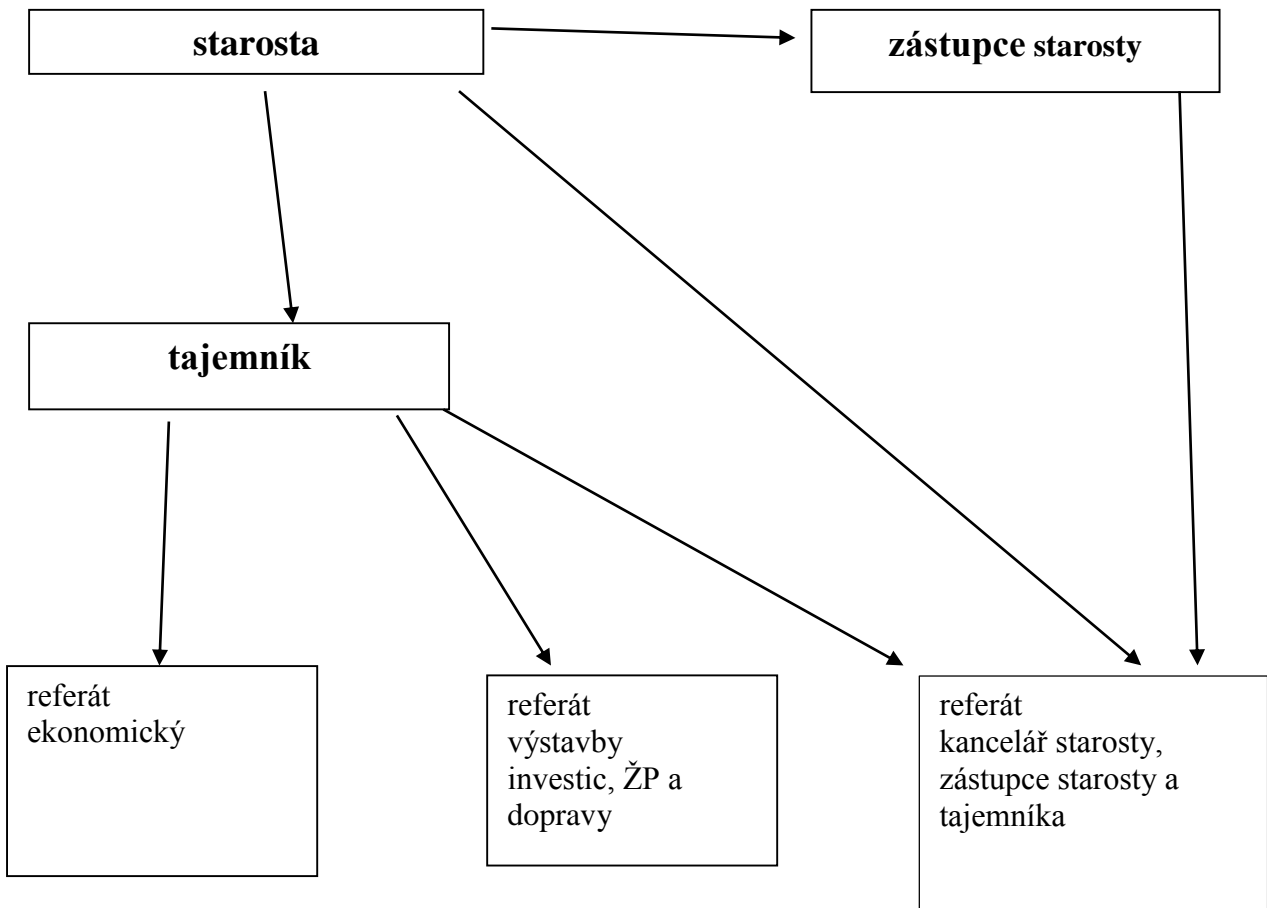 starosta
zástupce starosty
tajemník
referát
ekonomický
referát
výstavby
investic, ŽP a
dopravy
referát
kancelář starosty,
zástupce starosty a
tajemníka